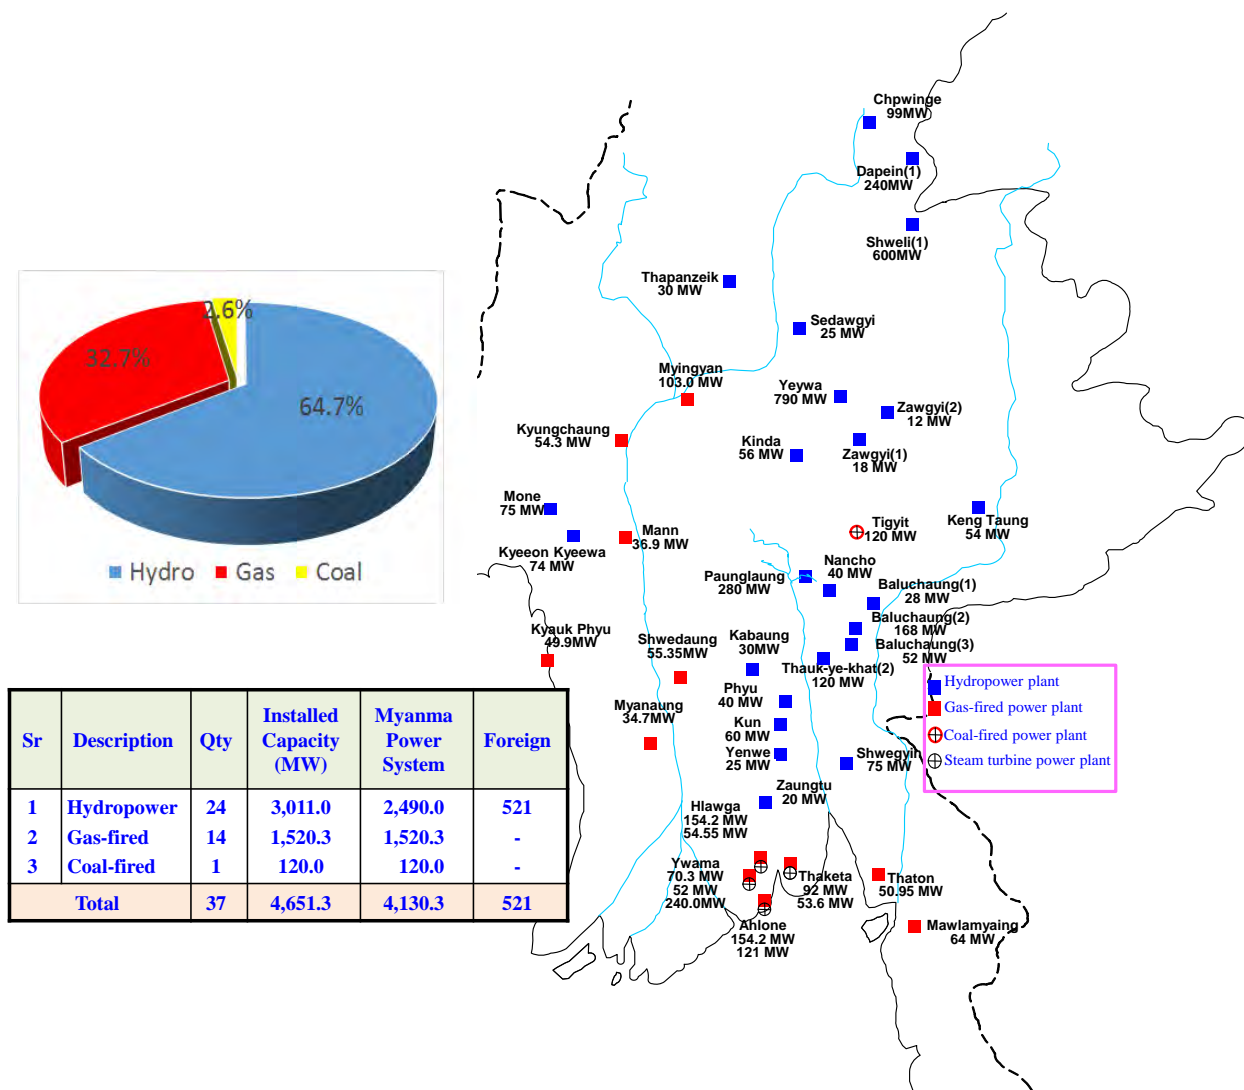 Chpwinge
99MW
Dapein(1)
240MW
Shweli(1)
600MW
Thapanzeik
30 MW
Sedawgyi
25 MW
Myingyan
103.0 MW
Yeywa
790 MW
Zawgyi(2)
12 MW
Kyungchaung
54.3 MW
Kinda
56 MW
Zawgyi(1)
18 MW
Mone
75 MW
Kyeeon Kyeewa
74 MW
Mann
36.9 MW
Tigyit
120 MW
Keng Taung
54 MW
Nancho
40 MW
Paunglaung
280 MW
Baluchaung(1)
28 MW
Baluchaung(2)
168 MW
Baluchaung(3)
52 MW
Kyauk Phyu
49.9MW
Shwedaung
55.35MW
Kabaung
30MW
Thauk-ye-khat(2)
120 MW
Phyu
40 MW
Myanaung
34.7MW
Kun
60 MW
Yenwe
25 MW
Shwegyin
75 MW
Zaungtu
20 MW
Hlawga
154.2 MW
54.55 MW
Ywama
70.3 MW
52 MW
240.0MW
Thaketa
92 MW
53.6 MW
Thaton
50.95 MW
Ahlone
154.2 MW
121 MW
Mawlamyaing
64 MW
2.6%
32.7%
64.7%
Hydro Gas Coal
Hydropower plant
Gas-fired power plant
Coal-fired power plant
Steam turbine power plant
Sr Description Qty Installed Capacity (MW) Myanma Power System Foreign
1 Hydropower 24 3,011.0 2,490.0 521
2 Gas-fired 14 1,520.3 1,520.3 -
3 Coal-fired 1 120.0 120.0 -
Total 37 4,651.3 4,130.3 521